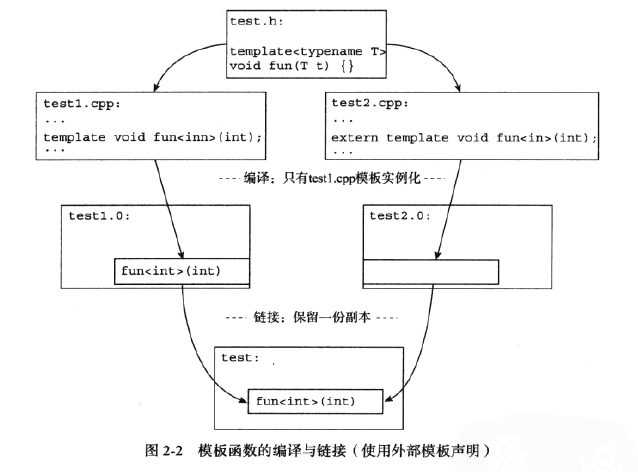 test.h:
template<typename T>
void fun(T t) {}
test1.cpp:
...
template void fun<inn>(int);
...
test2.cpp:
...
extern template void fun<in>(int);
...
---- 编译：只有test1.cpp模板实例化 ----
test1.0:
fun<int>(int)
test2.0:
---- 链接：保留一份副本 ----
test:
fun<int>(int)
图 2-2 模板函数的编译与链接（使用外部模板声明）